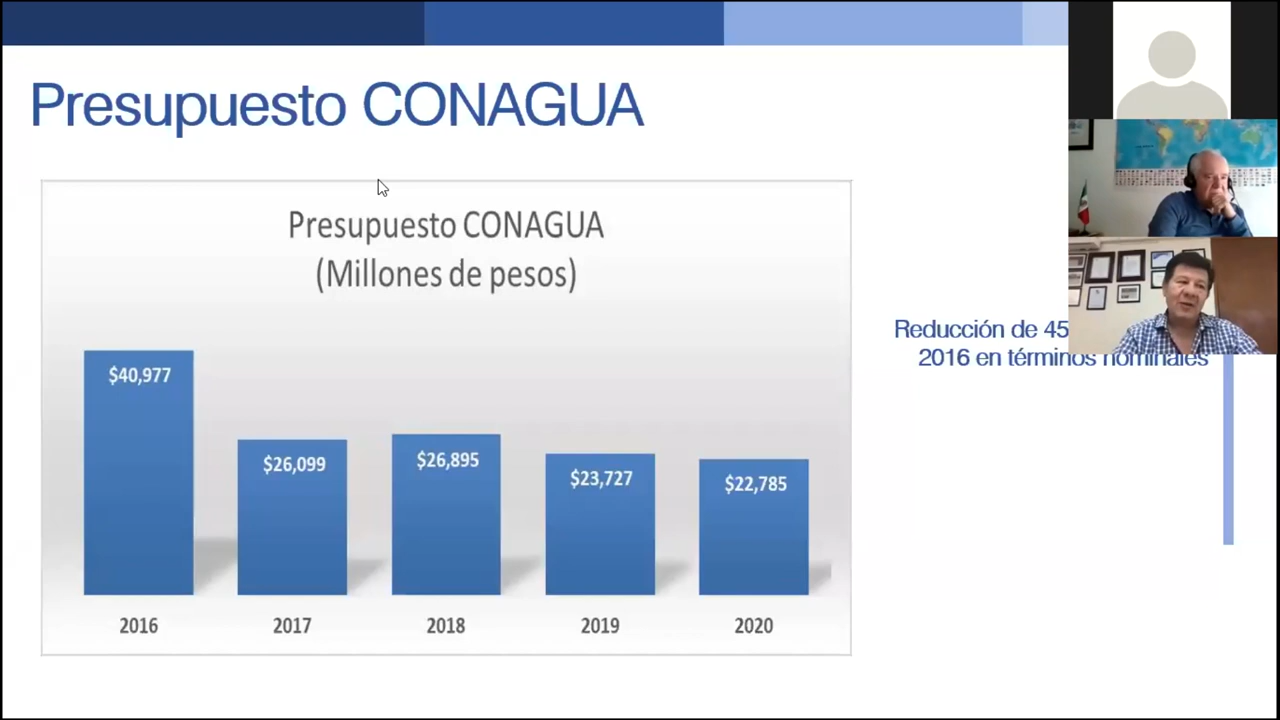 Presupuesto CONAGUA
Presupuesto CONAGUA
(Millones de pesos)
$40,977
$26,099
$26,895
$23,727
$22,785
2016
2017
2018
2019
2020
Reducción de 45
2016 en términos nominales